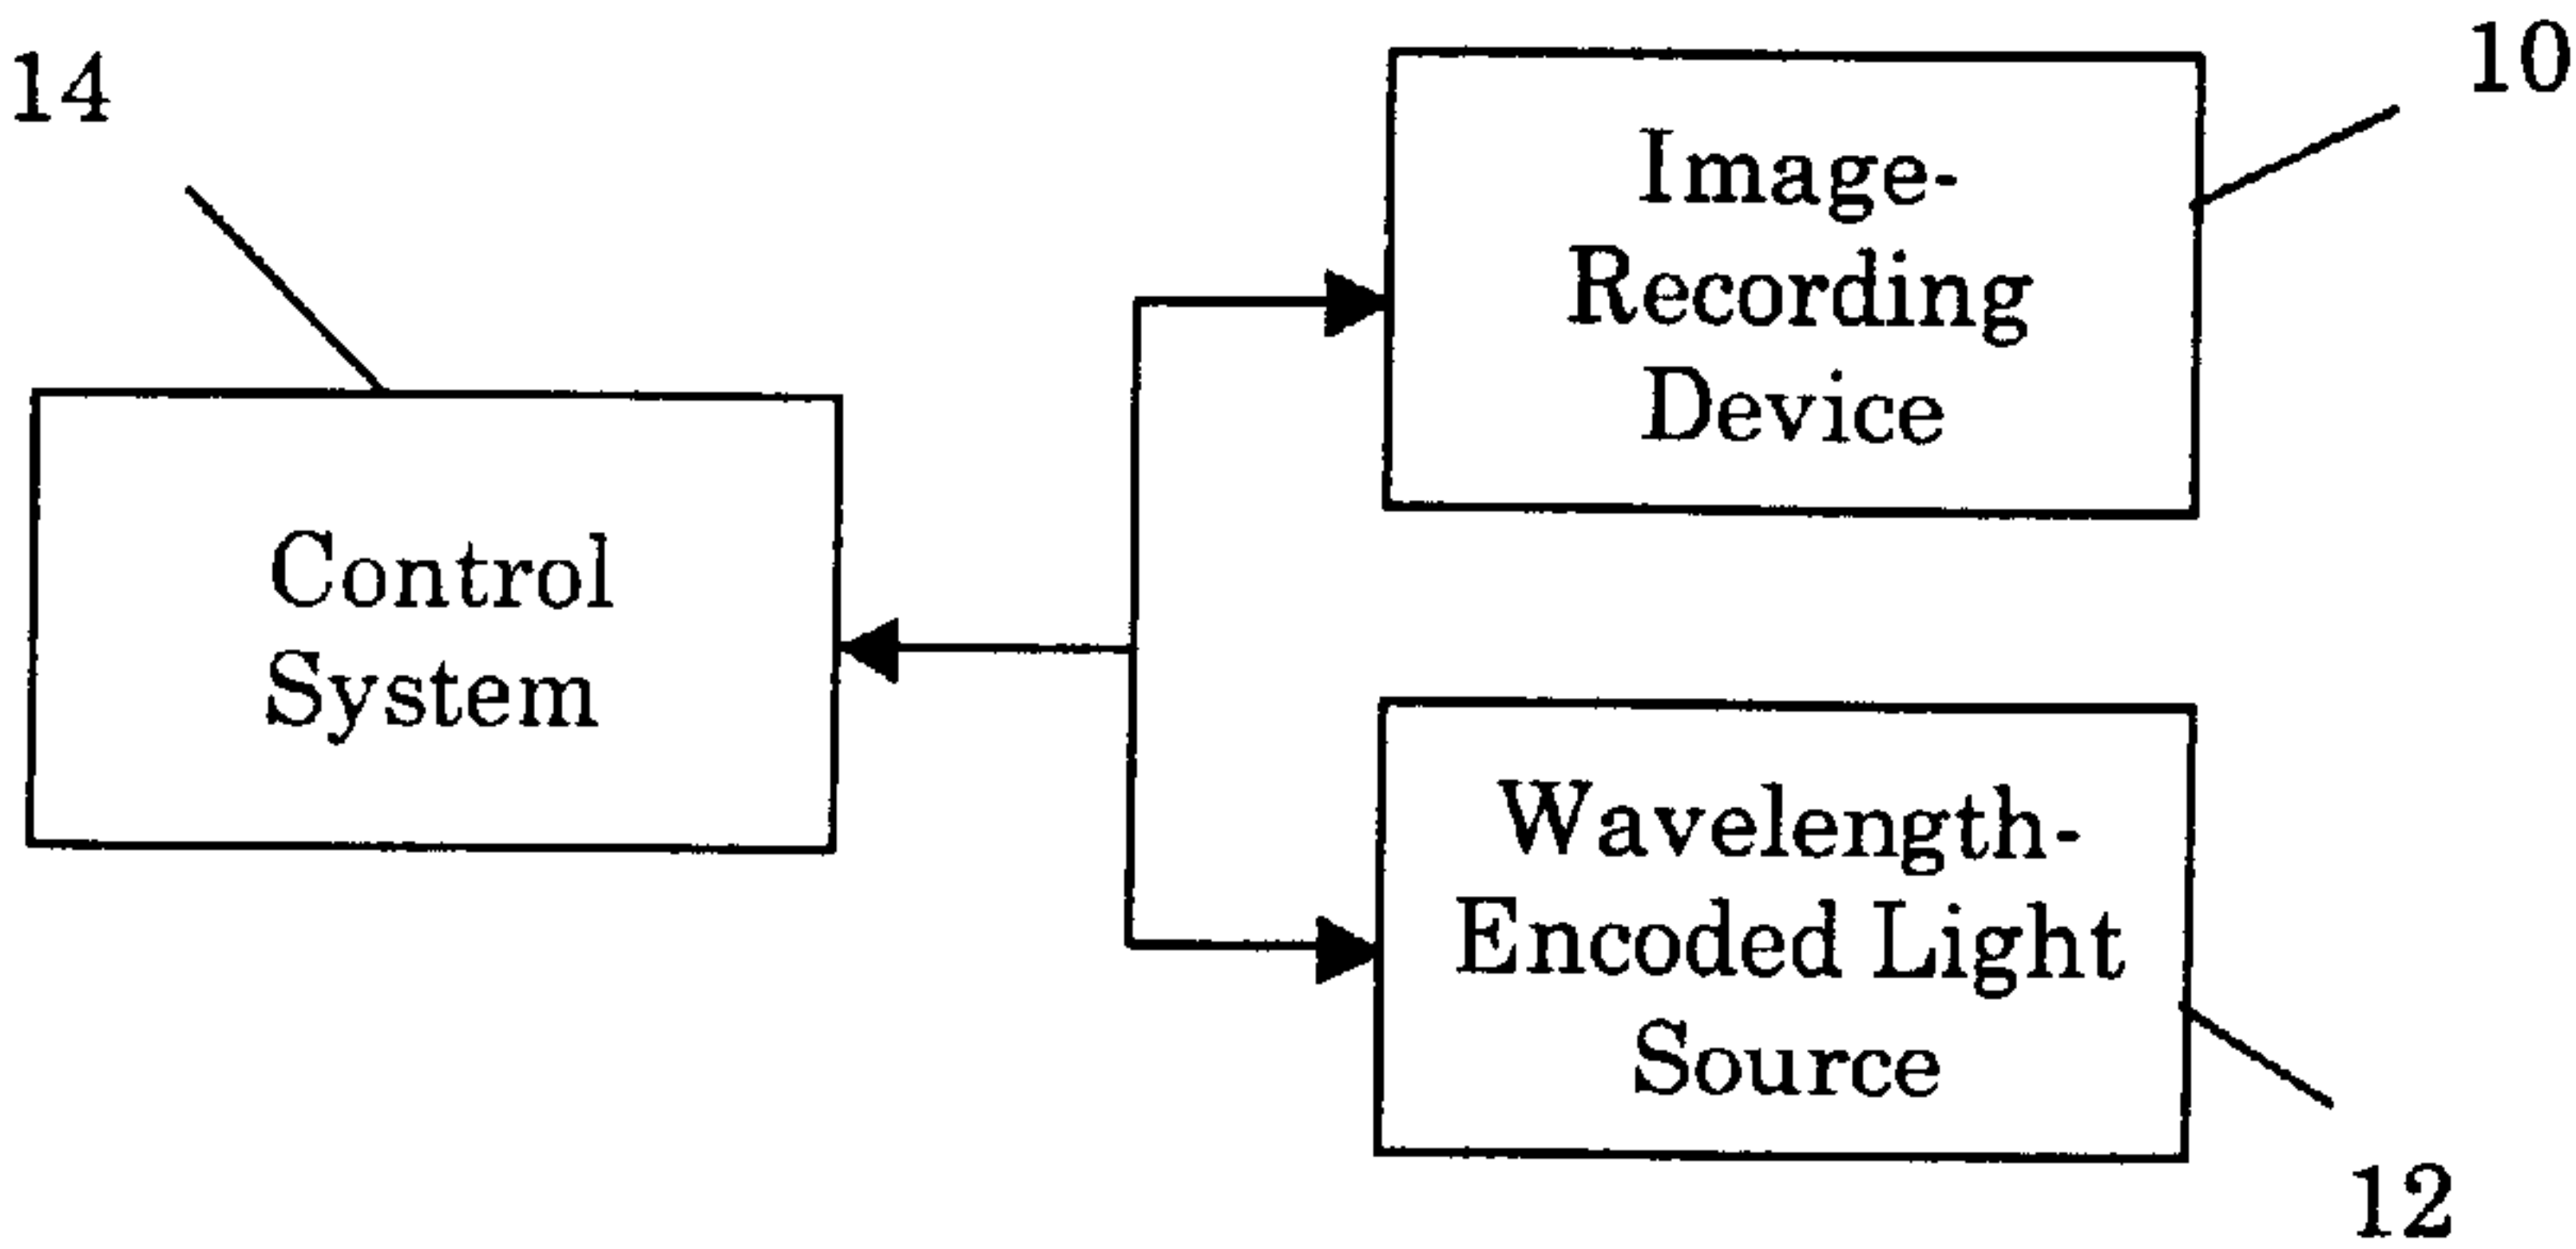 14
10
Image-
Recording
Device
Control
System
Wavelength-
Encoded Light
Source
12